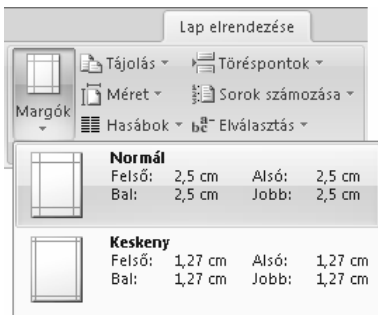 Lap elrendezése
Margók
Tájolás
Töréspontok
Méret
Sorok számozása
Hasábok
bc a- Elválasztás
Normál
Felső: 2,5 cm Alsó: 2,5 cm
Bal: 2,5 cm Jobb: 2,5 cm
Keskeny
Felső: 1,27 cm Alsó: 1,27 cm
Bal: 1,27 cm Jobb: 1,27 cm